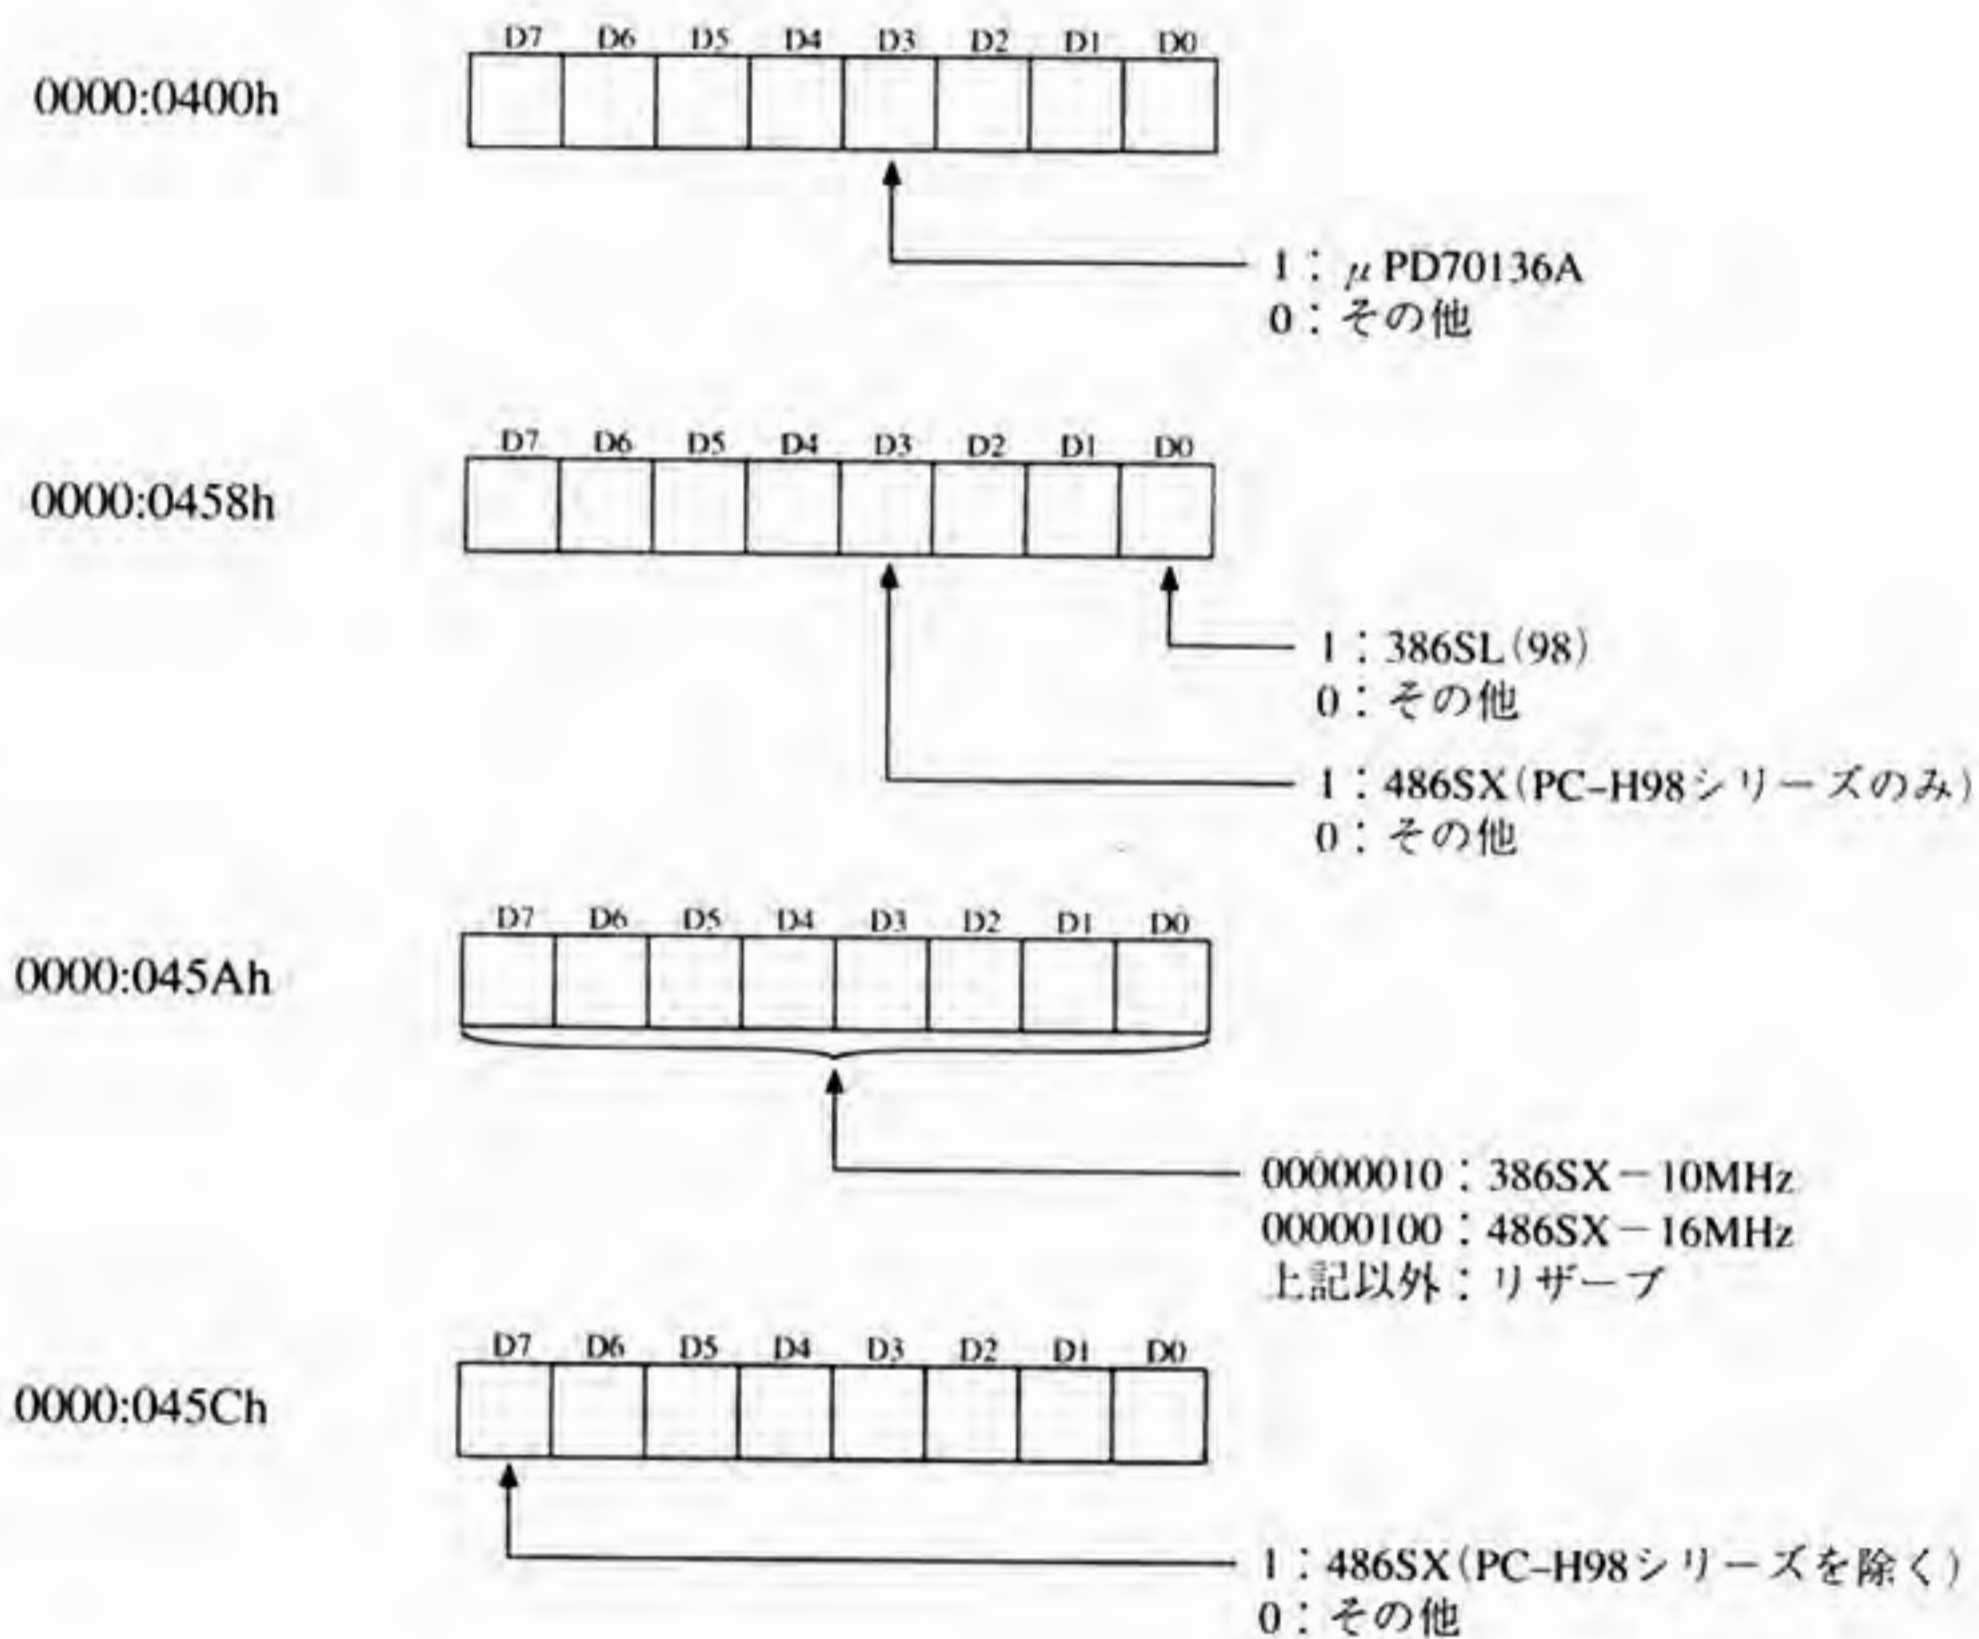 D7 D6 D5 D4 D3 D2 D1 D0
0000:0400h
1：μPD70136A
0：その他
D7 D6 D5 D4 D3 D2 D1 D0
0000:0458h
1：386SL(98)
0：その他
1：486SX(PC-H98シリーズのみ)
0：その他
D7 D6 D5 D4 D3 D2 D1 D0
0000:045Ah
00000010：386SX－10MHz
00000100：486SX－16MHz
上記以外：リザーブ
D7 D6 D5 D4 D3 D2 D1 D0
0000:045Ch
1：486SX(PC-H98シリーズを除く)
0：その他